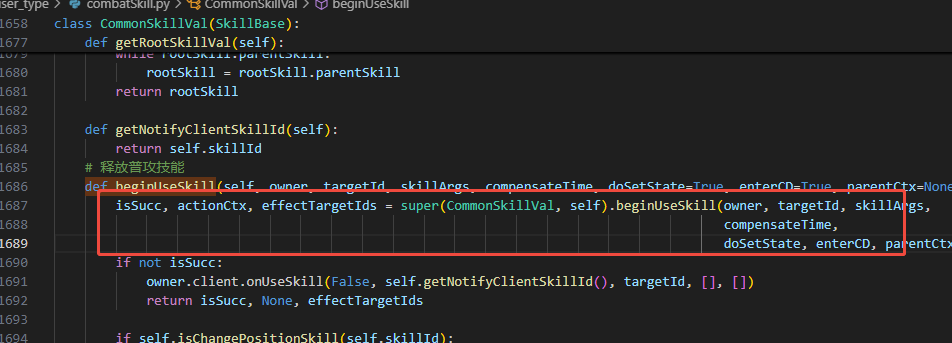 user_type > combatSkill.py > CommonSkillVal > beginUseSkill
1658 class CommonSkillVal(SkillBase):
1677 def getRootSkillVal(self):
1679 while rootSkill.parentSkill:
1680 rootSkill = rootSkill.parentSkill
1681 return rootSkill
1682
1683 def getNotifyClientSkillId(self):
1684 return self.skillId
1685 # 释放普攻技能
1686 def beginUseSkill(self, owner, targetId, skillArgs, compensateTime, doSetState=True, enterCD=True, parentCtx=None
1687 isSucc, actionCtx, effectTargetIds = super(CommonSkillVal, self).beginUseSkill(owner, targetId, skillArgs,
1688 compensateTime,
1689 doSetState, enterCD, parentCtx
1690 if not isSucc:
1691 owner.client.onUseSkill(False, self.getNotifyClientSkillId(), targetId, [], [])
1692 return isSucc, None, effectTargetIds
1693
1694 if self.isChangePositionSkill(self.skillId):